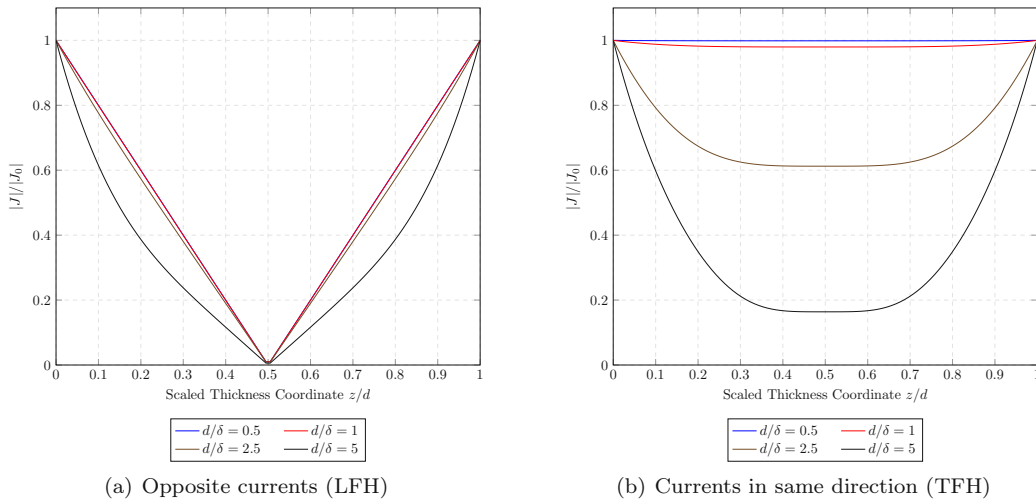 1
0.8
0.6
0.4
0.2
0
|J|/|J₀|
0 0.1 0.2 0.3 0.4 0.5 0.6 0.7 0.8 0.9 1
Scaled Thickness Coordinate z/d
d/δ = 0.5 d/δ = 1
d/δ = 2.5 d/δ = 5
(a) Opposite currents (LFH)
1
0.8
0.6
0.4
0.2
0
|J|/|J₀|
0 0.1 0.2 0.3 0.4 0.5 0.6 0.7 0.8 0.9 1
Scaled Thickness Coordinate z/d
d/δ = 0.5 d/δ = 1
d/δ = 2.5 d/δ = 5
(b) Currents in same direction (TFH)